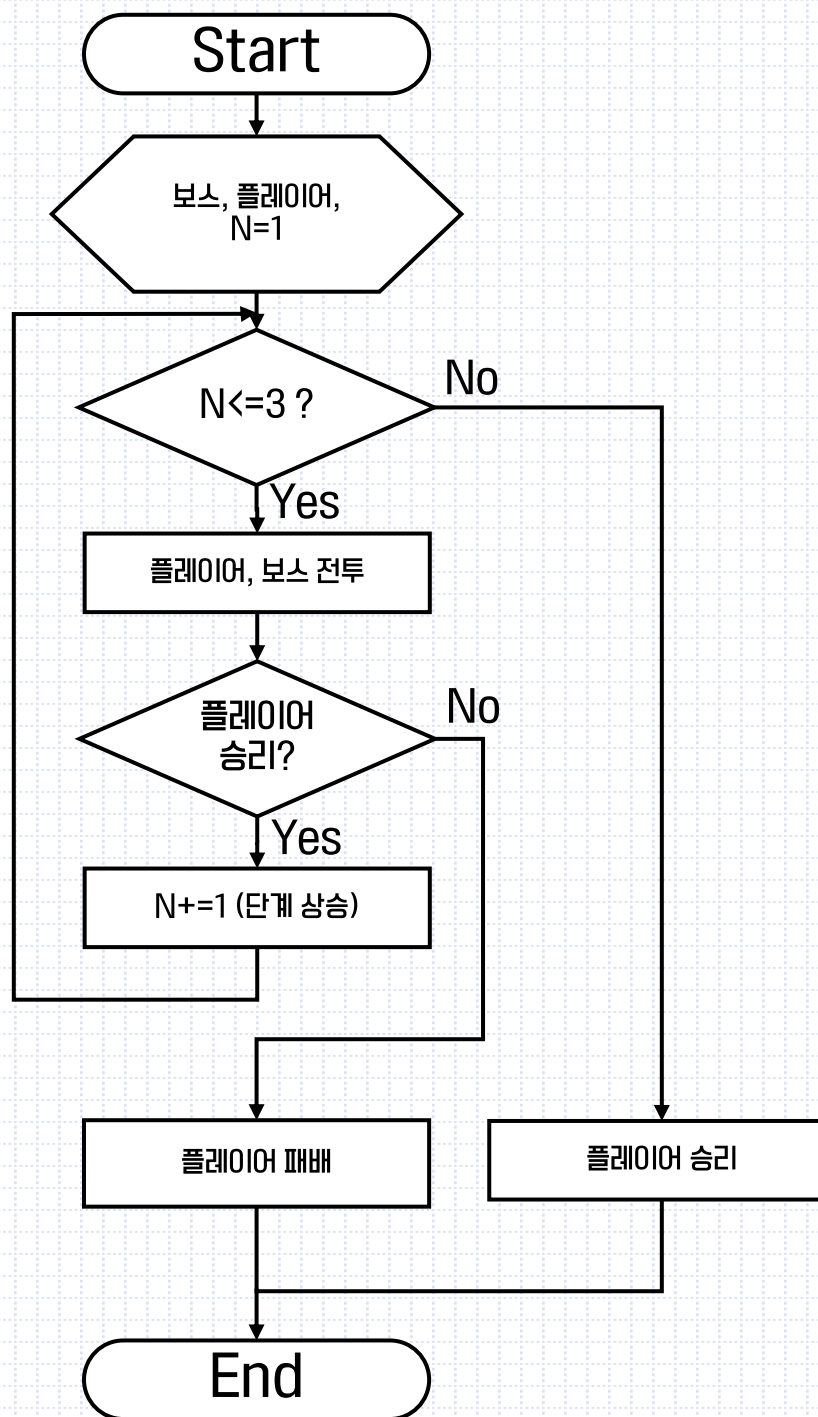 Start
보스, 플레이어,
N=1
N<=3 ?
No
Yes
플레이어, 보스 전투
플레이어
승리?
No
Yes
N+=1 (단계 상승)
플레이어 패배
플레이어 승리
End